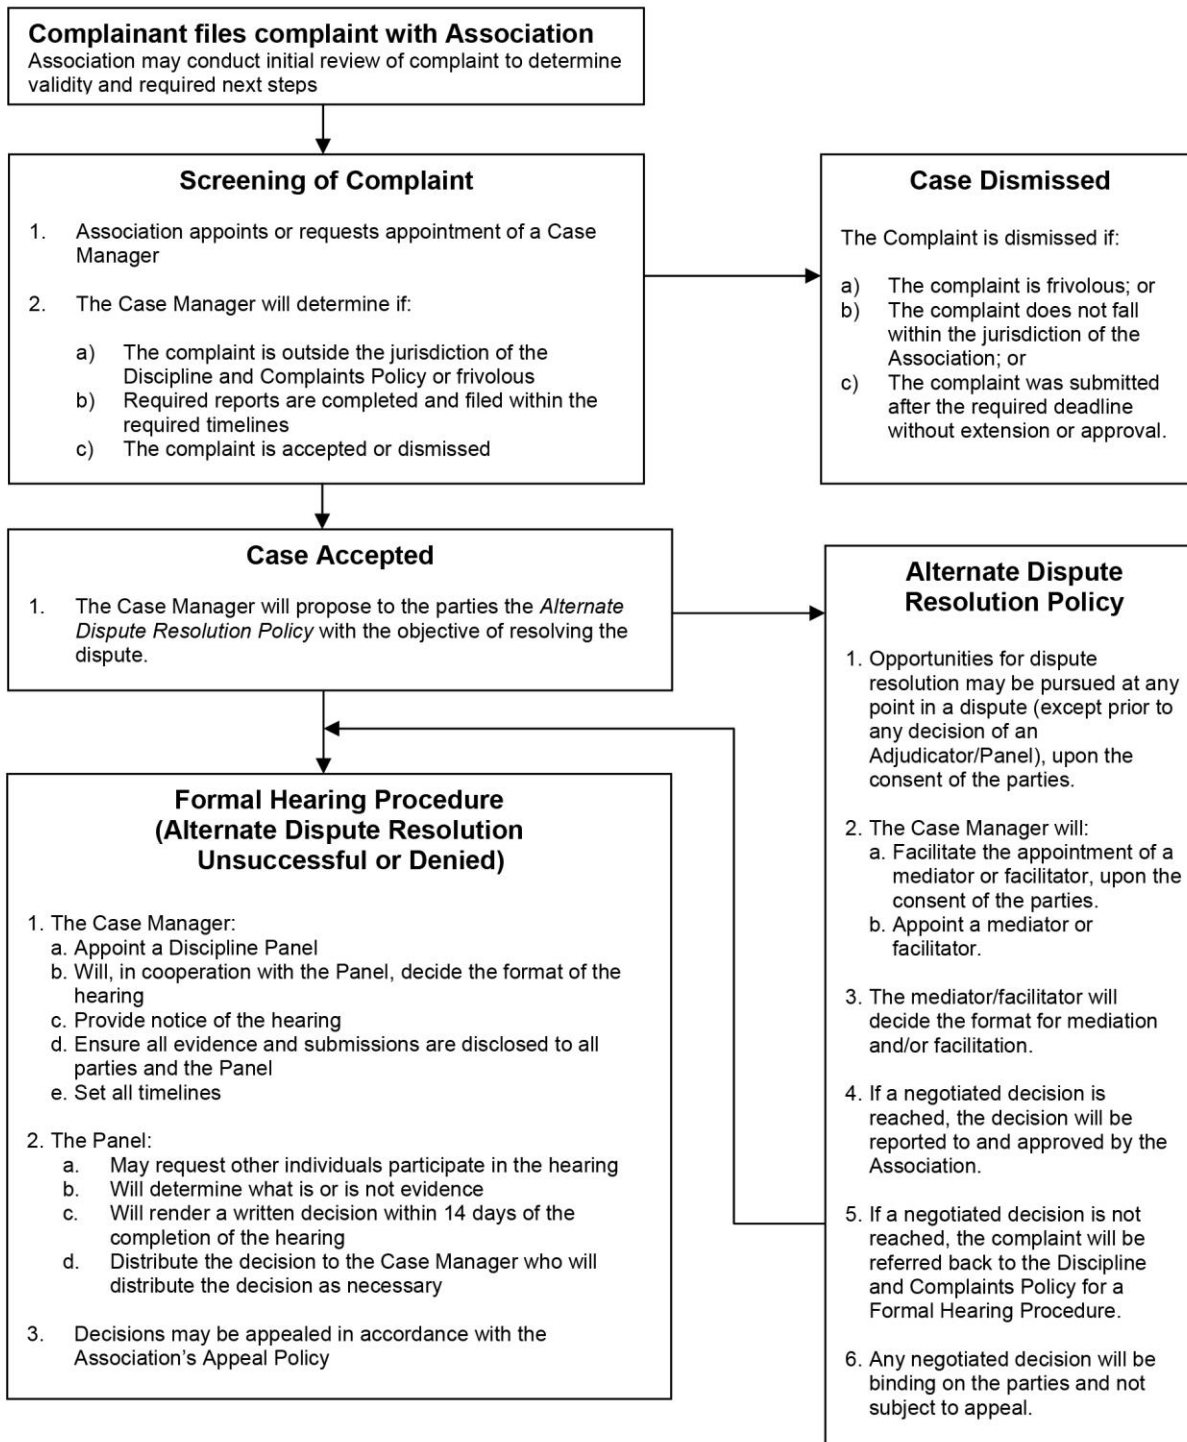 Complainant files complaint with Association
Association may conduct initial review of complaint to determine
validity and required next steps
Screening of Complaint
1. Association appoints or requests appointment of a Case
Manager
2. The Case Manager will determine if:
a) The complaint is outside the jurisdiction of the
Discipline and Complaints Policy or frivolous
b) Required reports are completed and filed within the
required timelines
c) The complaint is accepted or dismissed
Case Dismissed
The Complaint is dismissed if:
a) The complaint is frivolous; or
b) The complaint does not fall
within the jurisdiction of the
Association; or
c) The complaint was submitted
after the required deadline
without extension or approval.
Case Accepted
1. The Case Manager will propose to the parties the Alternate
Dispute Resolution Policy with the objective of resolving the
dispute.
Alternate Dispute
Resolution Policy
1. Opportunities for dispute
resolution may be pursued at any
point in a dispute (except prior to
any decision of an
Adjudicator/Panel), upon the
consent of the parties.
2. The Case Manager will:
a. Facilitate the appointment of a
mediator or facilitator, upon the
consent of the parties.
b. Appoint a mediator or
facilitator.
3. The mediator/facilitator will
decide the format for mediation
and/or facilitation.
4. If a negotiated decision is
reached, the decision will be
reported to and approved by the
Association.
5. If a negotiated decision is not
reached, the complaint will be
referred back to the Discipline
and Complaints Policy for a
Formal Hearing Procedure.
6. Any negotiated decision will be
binding on the parties and not
subject to appeal.
Formal Hearing Procedure
(Alternate Dispute Resolution
Unsuccessful or Denied)
1. The Case Manager:
a. Appoint a Discipline Panel
b. Will, in cooperation with the Panel, decide the format of the
hearing
c. Provide notice of the hearing
d. Ensure all evidence and submissions are disclosed to all
parties and the Panel
e. Set all timelines
2. The Panel:
a. May request other individuals participate in the hearing
b. Will determine what is or is not evidence
c. Will render a written decision within 14 days of the
completion of the hearing
d. Distribute the decision to the Case Manager who will
distribute the decision as necessary
3. Decisions may be appealed in accordance with the
Association's Appeal Policy